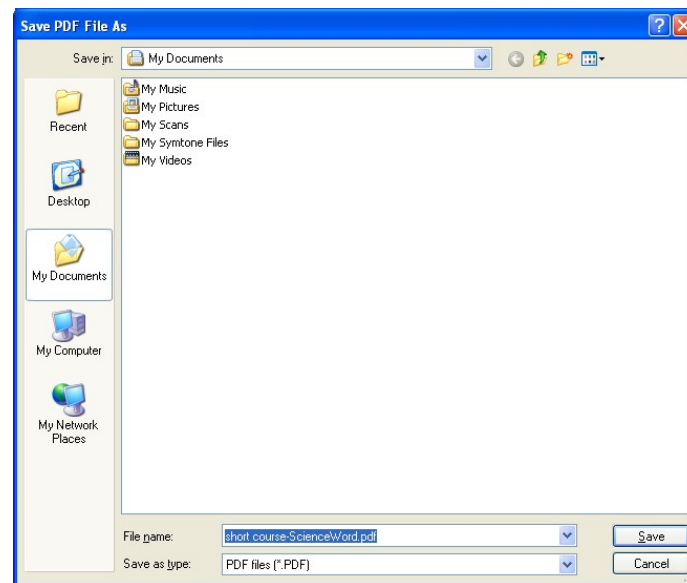 Save PDF File As
Save in: My Documents
My Music
My Pictures
My Scans
My Symtone Files
My Videos
Recent
Desktop
My Documents
My Computer
My Network
Places
File name: short course-ScienceWord.pdf Save
Save as type: PDF files (*.PDF) Cancel